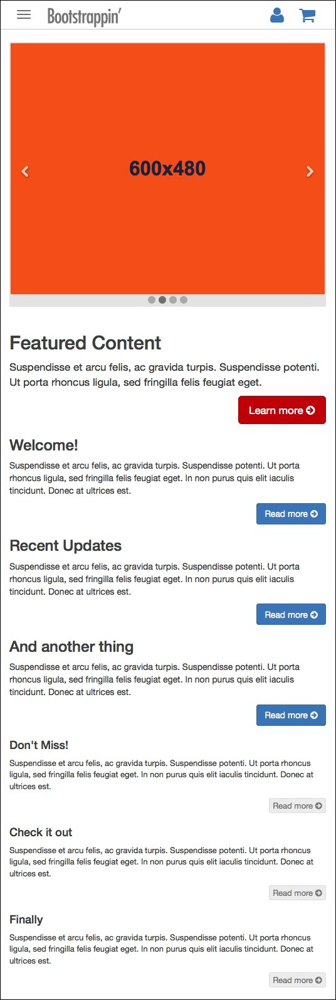 Bootstrappin’
600x480
Featured Content
Suspendisse et arcu felis, ac gravida turpis. Suspendisse potenti.
Ut porta rhoncus ligula, sed fringilla felis feugiat eget.
Learn more
Welcome!
Suspendisse et arcu felis, ac gravida turpis. Suspendisse potenti. Ut porta
rhoncus ligula, sed fringilla felis feugiat eget. In non purus quis elit iaculis
tincidunt. Donec at ultrices est.
Read more
Recent Updates
Suspendisse et arcu felis, ac gravida turpis. Suspendisse potenti. Ut porta
rhoncus ligula, sed fringilla felis feugiat eget. In non purus quis elit iaculis
tincidunt. Donec at ultrices est.
Read more
And another thing
Suspendisse et arcu felis, ac gravida turpis. Suspendisse potenti. Ut porta
rhoncus ligula, sed fringilla felis feugiat eget. In non purus quis elit iaculis
tincidunt. Donec at ultrices est.
Read more
Don't Miss!
Suspendisse et arcu felis, ac gravida turpis. Suspendisse potenti. Ut porta rhoncus
ligula, sed fringilla felis feugiat eget. In non purus quis elit iaculis tincidunt. Donec at
ultrices est.
Read more
Check it out
Suspendisse et arcu felis, ac gravida turpis. Suspendisse potenti. Ut porta rhoncus
ligula, sed fringilla felis feugiat eget. In non purus quis elit iaculis tincidunt. Donec at
ultrices est.
Read more
Finally
Suspendisse et arcu felis, ac gravida turpis. Suspendisse potenti. Ut porta rhoncus
ligula, sed fringilla felis feugiat eget. In non purus quis elit iaculis tincidunt. Donec at
ultrices est.
Read more